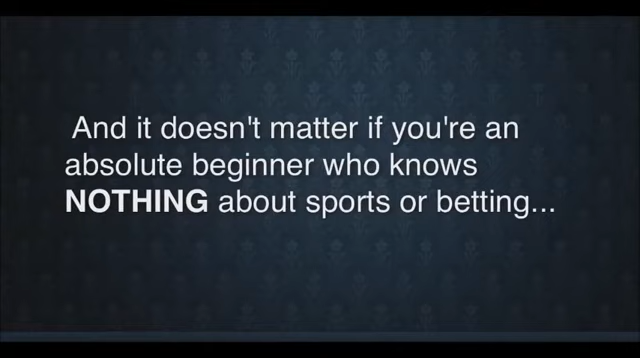 And it doesn't matter if you're an
absolute beginner who knows
NOTHING about sports or betting...